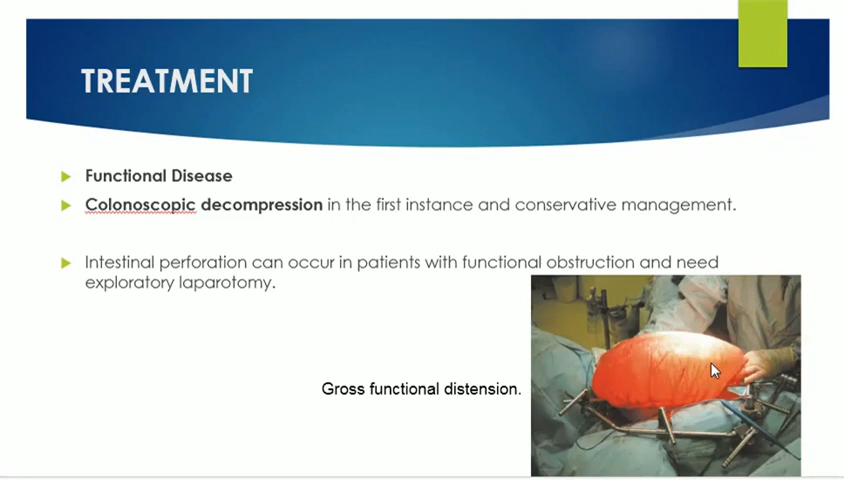 TREATMENT
Functional Disease
Colonoscopic decompression in the first instance and conservative management.
Intestinal perforation can occur in patients with functional obstruction and need
exploratory laparotomy.
Gross functional distension.